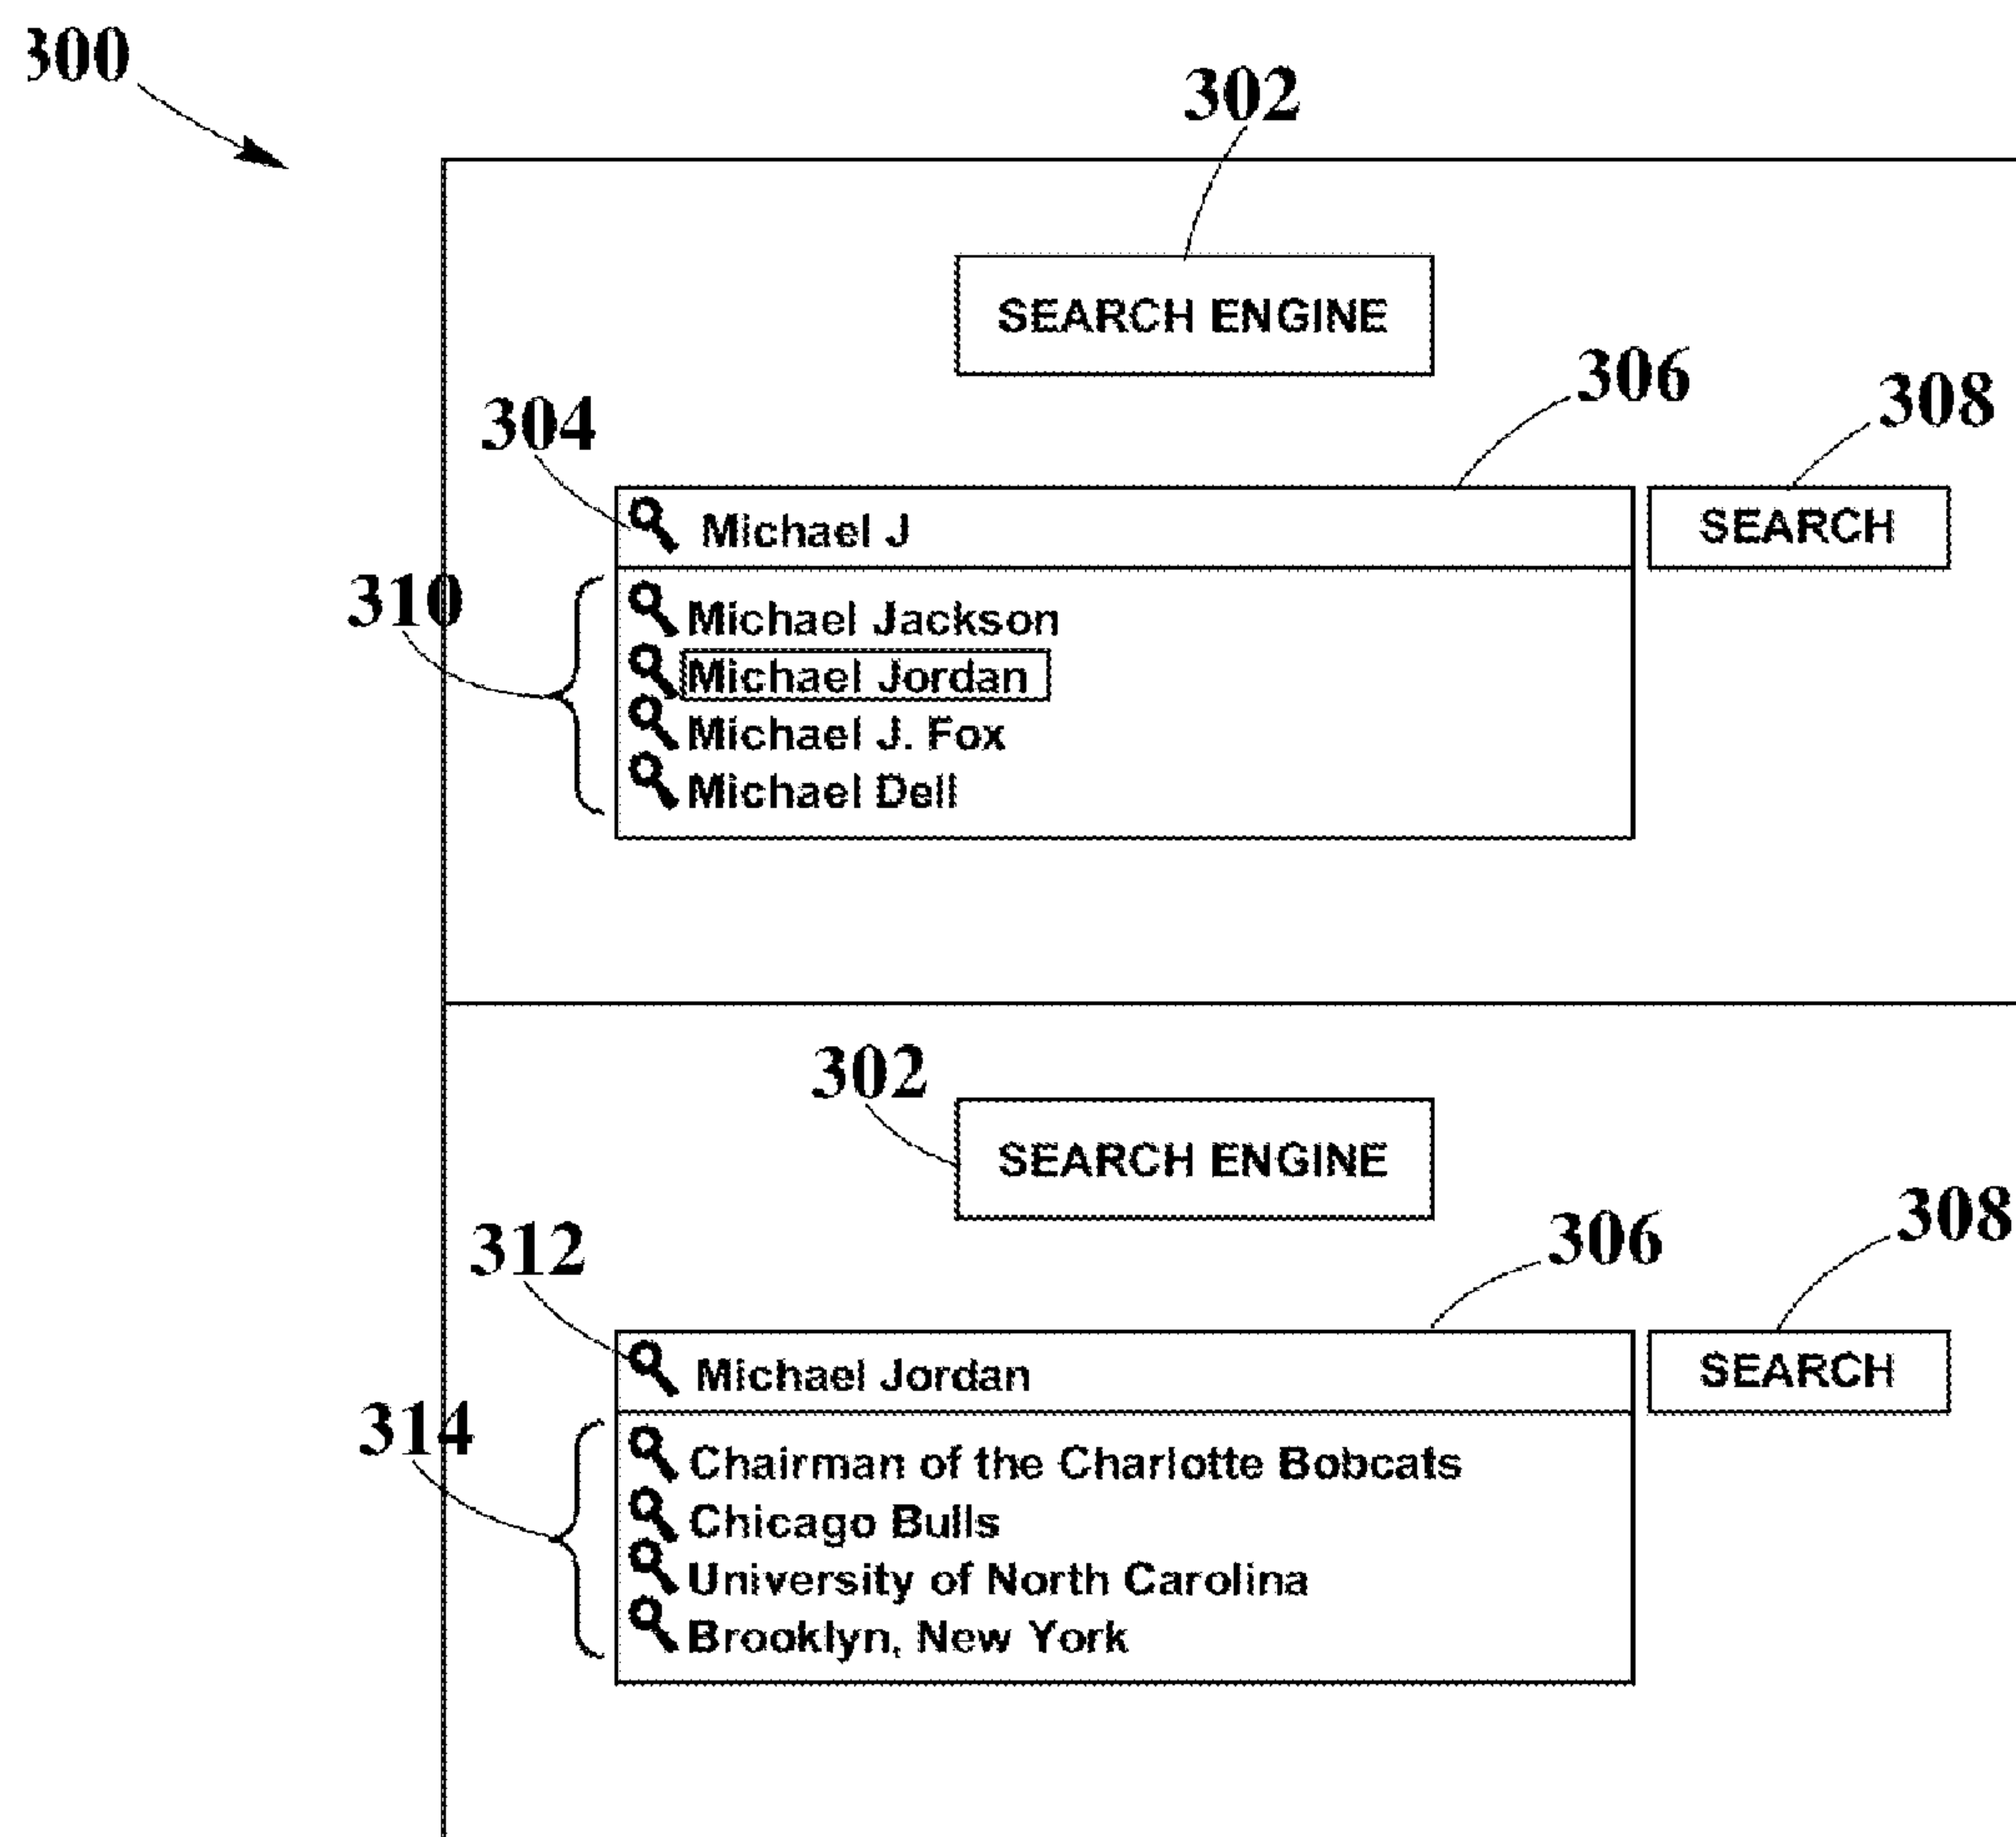 300
302
SEARCH ENGINE
306
308
304
Michael J
SEARCH
310
Michael Jackson
Michael Jordan
Michael J. Fox
Michael Dell
302
SEARCH ENGINE
306
308
312
Michael Jordan
SEARCH
314
Chairman of the Charlotte Bobcats
Chicago Bulls
University of North Carolina
Brooklyn, New York